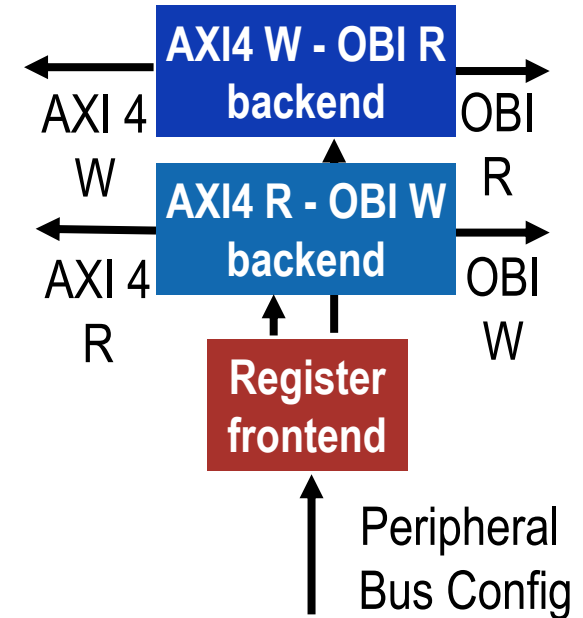 AXI4 W - OBI R
backend
AXI 4
W
OBI
R
AXI4 R - OBI W
backend
AXI 4
R
OBI
W
Register
frontend
Peripheral
Bus Config